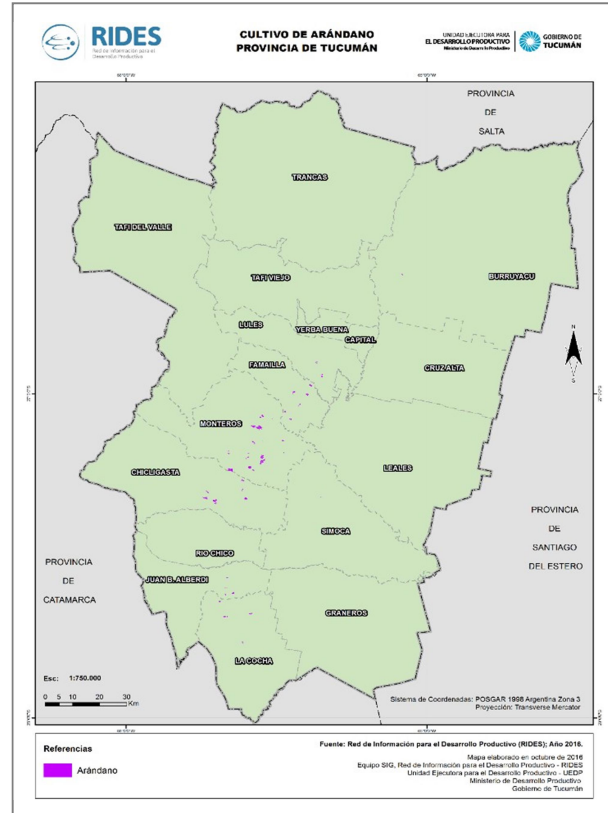 RIDES
Red de Información para el
Desarrollo Productivo
CULTIVO DE ARÁNDANO
PROVINCIA DE TUCUMÁN
UNIDAD EJECUTORA PARA
EL DESARROLLO PRODUCTIVO
Ministerio de Desarrollo Productivo
GOBIERNO DE
TUCUMÁN
PROVINCIA
DE
SALTA
TRANCAS
TAFI DEL VALLE
TAFI VIEJO
BURRUYACU
LULES
YERBA BUENA
CAPITAL
N
S
FAMAILLA
CRUZ ALTA
MONTEROS
CHICLIGASTA
LEALES
PROVINCIA
DE
SANTIAGO
DEL ESTERO
SIMOCA
RIO CHICO
PROVINCIA
DE
CATAMARCA
JUAN B. ALBERDI
GRANEROS
LA COCHA
Esc: 1:750.000
0 5 10 20 30
Km
Sistema de Coordenadas: POSGAR 1998 Argentina Zona 3
Proyección: Transverse Mercator
Referencias
Arándano
Fuente: Red de Información para el Desarrollo Productivo (RIDES); Año 2016.
Mapa elaborado en octubre de 2016
Equipo SIG, Red de Información para el Desarrollo Productivo - RIDES
Unidad Ejecutora para el Desarrollo Productivo - UEDP
Ministerio de Desarrollo Productivo
Gobierno de Tucumán